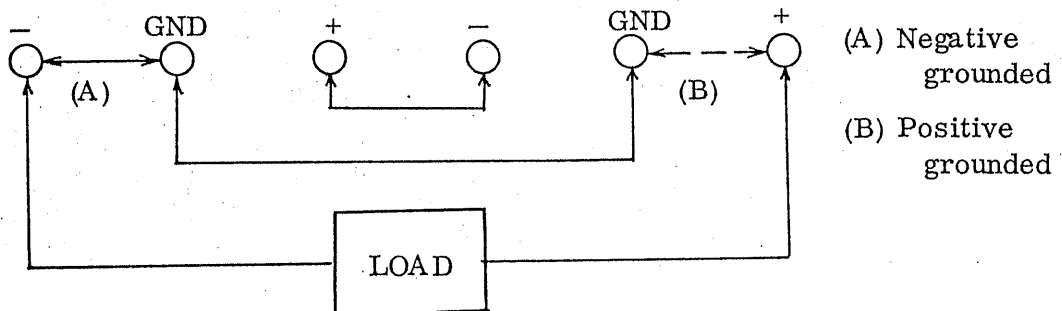 − GND + − GND +
(A) (B)
(A) Negative
grounded
(B) Positive
grounded
LOAD